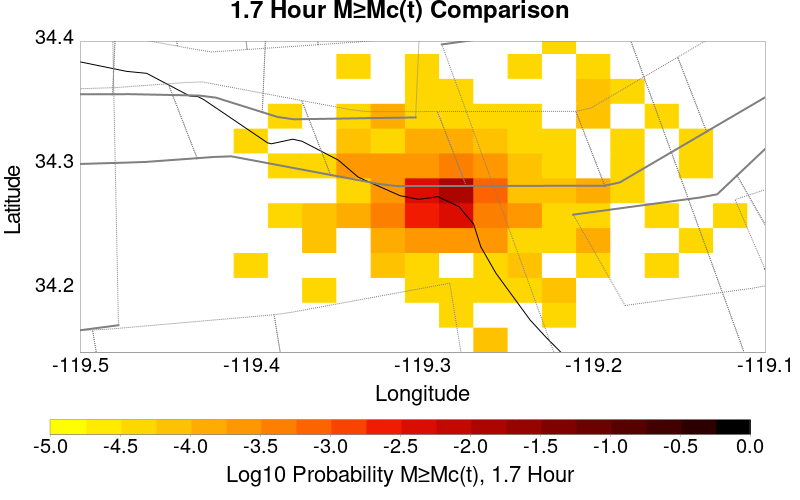 1.7 Hour M≥Mc(t) Comparison
34.4
34.3
34.2
Latitude
-119.5 -119.4 -119.3 -119.2 -119.1
Longitude
-5.0 -4.5 -4.0 -3.5 -3.0 -2.5 -2.0 -1.5 -1.0 -0.5 0.0
Log10 Probability M≥Mc(t), 1.7 Hour